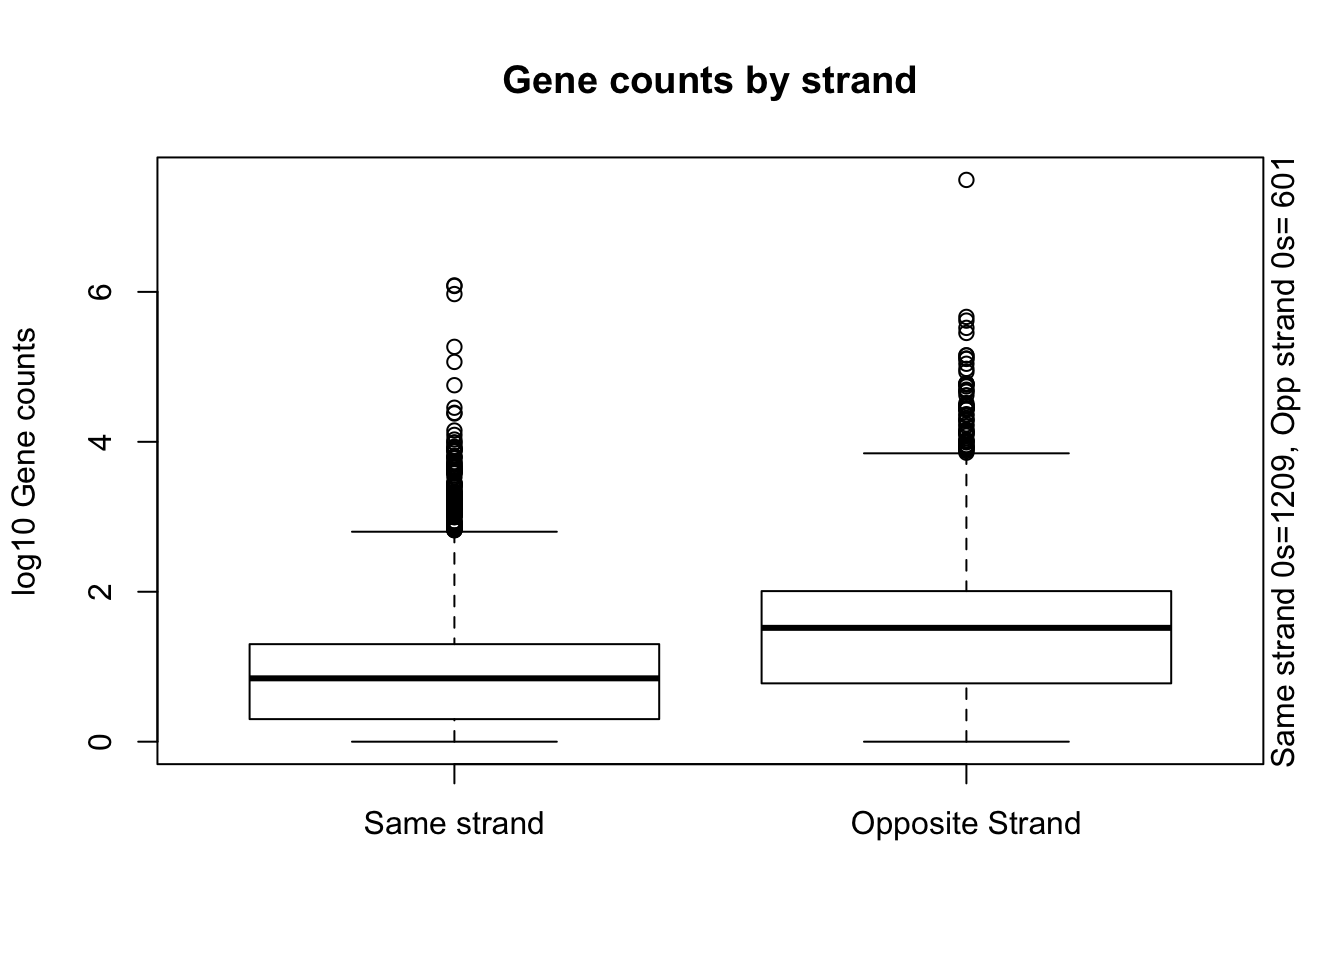 Gene counts by strand
log10 Gene counts
6
4
2
0
Same strand
Opposite Strand
Same strand 0s=1209, Opp strand 0s= 601